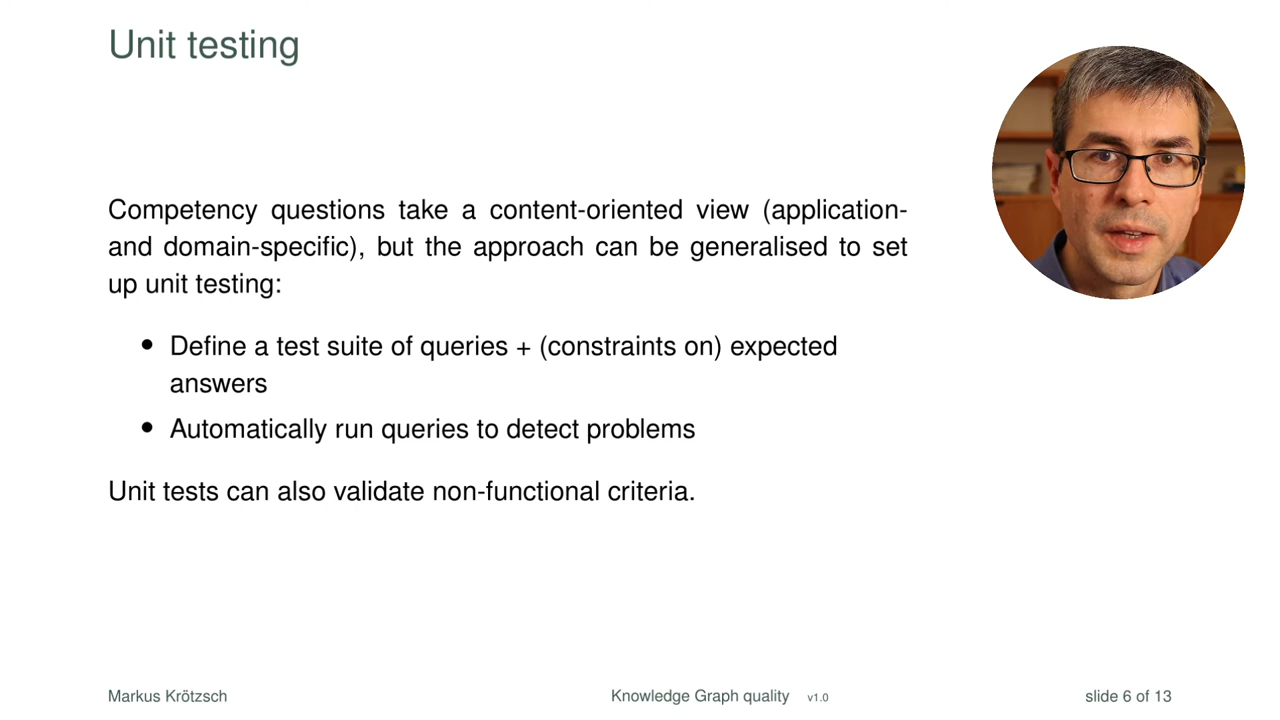 Unit testing
Competency questions take a content-oriented view (application-
and domain-specific), but the approach can be generalised to set
up unit testing:
• Define a test suite of queries + (constraints on) expected
answers
• Automatically run queries to detect problems
Unit tests can also validate non-functional criteria.
Markus Krötzsch Knowledge Graph quality v1.0 slide 6 of 13